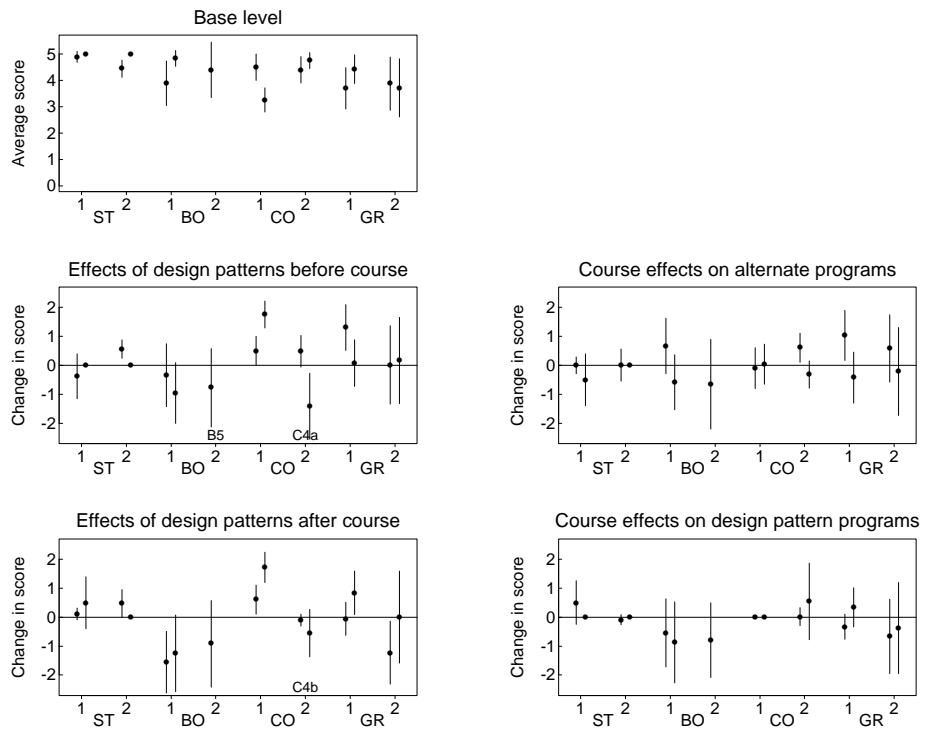 Base level
Average score
5
4
3
2
1
0
1 2 1 2 1 2 1 2
ST BO CO GR
Effects of design patterns before course
Change in score
2
1
0
-1
-2
B5 C4a
1 2 1 2 1 2 1 2
ST BO CO GR
Course effects on alternate programs
Change in score
2
1
0
-1
-2
1 2 1 2 1 2 1 2
ST BO CO GR
Effects of design patterns after course
Change in score
2
1
0
-1
-2
C4b
1 2 1 2 1 2 1 2
ST BO CO GR
Course effects on design pattern programs
Change in score
2
1
0
-1
-2
1 2 1 2 1 2 1 2
ST BO CO GR